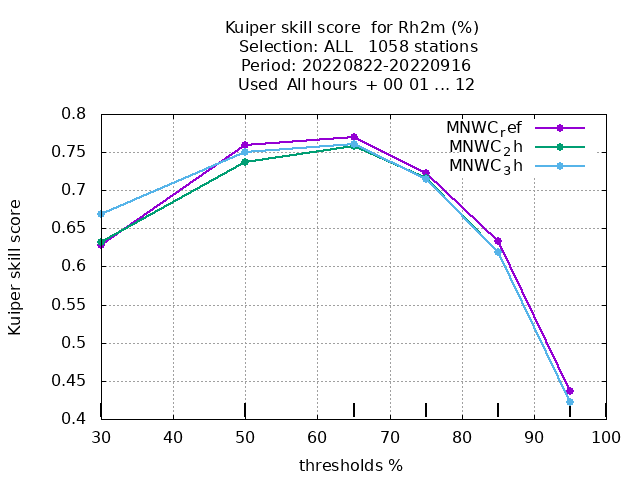 Kuiper skill score  for Rh2m (%)
Selection: ALL   1058 stations
Period: 20220822-20220916
Used  All hours  + 00 01 ... 12
0.8
0.75
0.7
0.65
0.6
0.55
0.5
0.45
0.4
Kuiper skill score
MNWC_ref
MNWC_2h
MNWC_3h
30 40 50 60 70 80 90 100
thresholds %